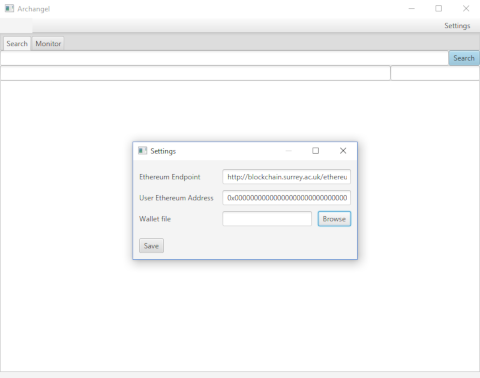 Archangel
Settings
Search Monitor
Search
Settings
Ethereum Endpoint http://blockchain.surrey.ac.uk/ethereu
User Ethereum Address
Wallet file Browse
Save